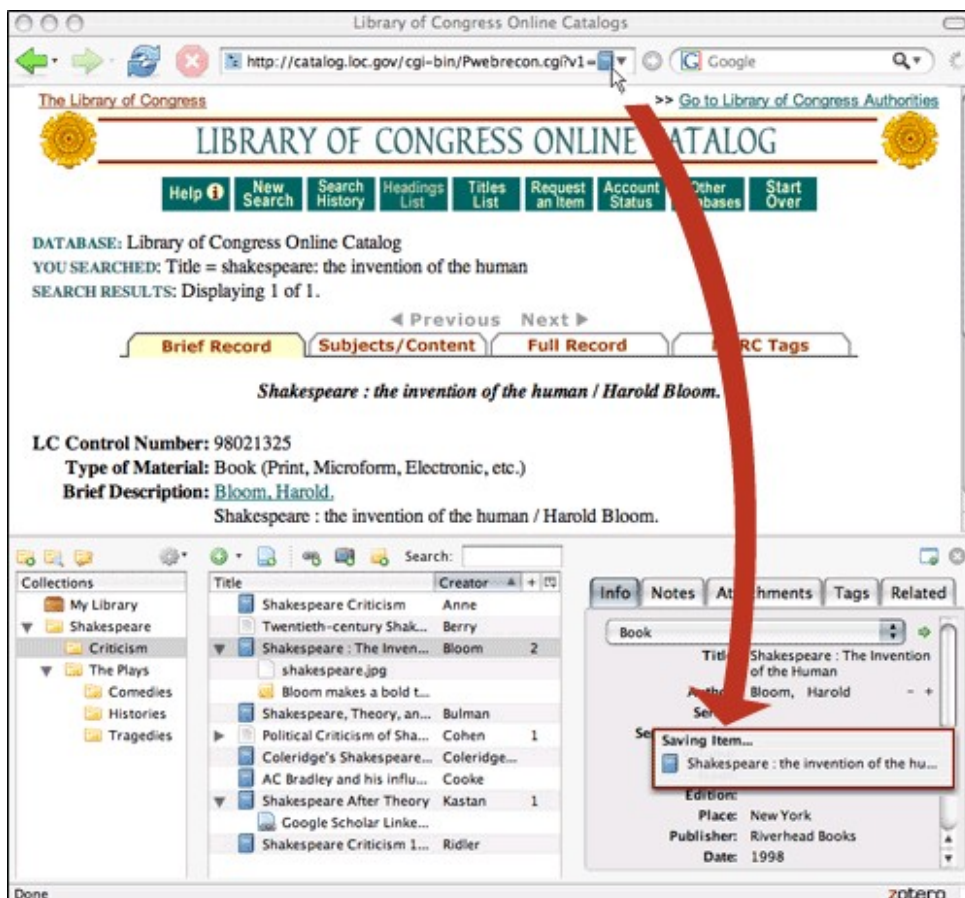 Library of Congress Online Catalogs
http://catalog.loc.gov/cgi-bin/Pwebrecon.cgi?v1=
Google
The Library of Congress
>> Go to Library of Congress Authorities
LIBRARY OF CONGRESS ONLINE CATALOG
Help i New Search Search History Headings List Titles List Request an Item Account Status Other Start Over
DATABASE: Library of Congress Online Catalog
YOU SEARCHED: Title = shakespeare: the invention of the human
SEARCH RESULTS: Displaying 1 of 1.
◀ Previous Next ▶
Brief Record Subjects/Content Full Record Tags
Shakespeare : the invention of the human / Harold Bloom.
LC Control Number: 98021325
Type of Material: Book (Print, Microform, Electronic, etc.)
Brief Description: Bloom, Harold.
Shakespeare : the invention of the human / Harold Bloom.
Search:
Collections
My Library
Shakespeare
Criticism
The Plays
Comedies
Histories
Tragedies
Title Creator +
Shakespeare Criticism Anne
Twentieth-century Shak... Berry
Shakespeare : The Inven... Bloom 2
shakespeare.jpg
Bloom makes a bold t...
Shakespeare, Theory, an... Bulman
Political Criticism of Sha... Cohen 1
Coleridge's Shakespeare... Coleridge...
AC Bradley and his influ... Cooke
Shakespeare After Theory Kastan 1
Google Scholar Linke...
Shakespeare Criticism 1... Ridler
Info Notes Attachments Tags Related
Book
Title Shakespeare : The Invention
of the Human
Author Bloom, Harold - +
Saving Item...
Shakespeare : the invention of the hu...
Edition:
Place: New York
Publisher: Riverhead Books
Date: 1998
Done
zotero